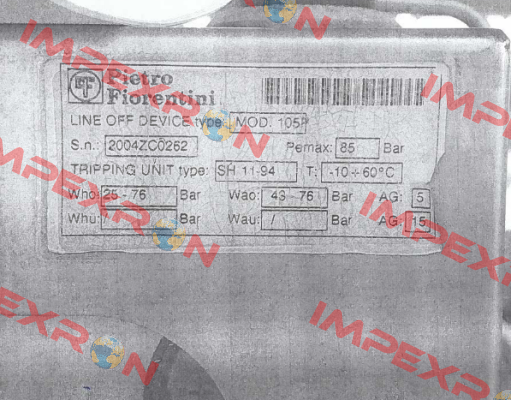 Pietro
Fiorentini
LINE OFF DEVICE type: MOD. 105P
S.n.: 2004ZC0262 Pemax: 85 Bar
TRIPPING UNIT type: SH 11-94 T: -10 ÷ 60°C
Who: 25 - 76 Bar Wao: 43 - 76 Bar AG: 5
Whu: / Bar Wau: / Bar AG: 15
IMPEXRON
IMPEXRON
IMPEXRON
IMPEXRON
IMPEXRON